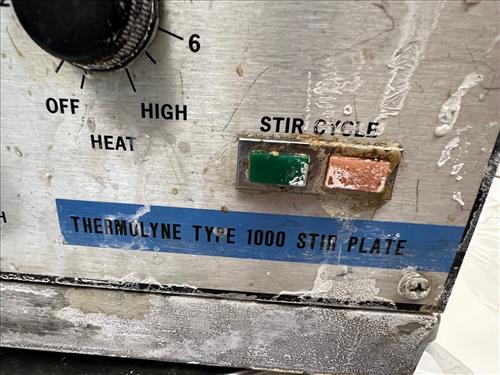 6
OFF
HIGH
HEAT
STIR CYCLE
H
THERMOLYNE TYPE 1000 STIR PLATE